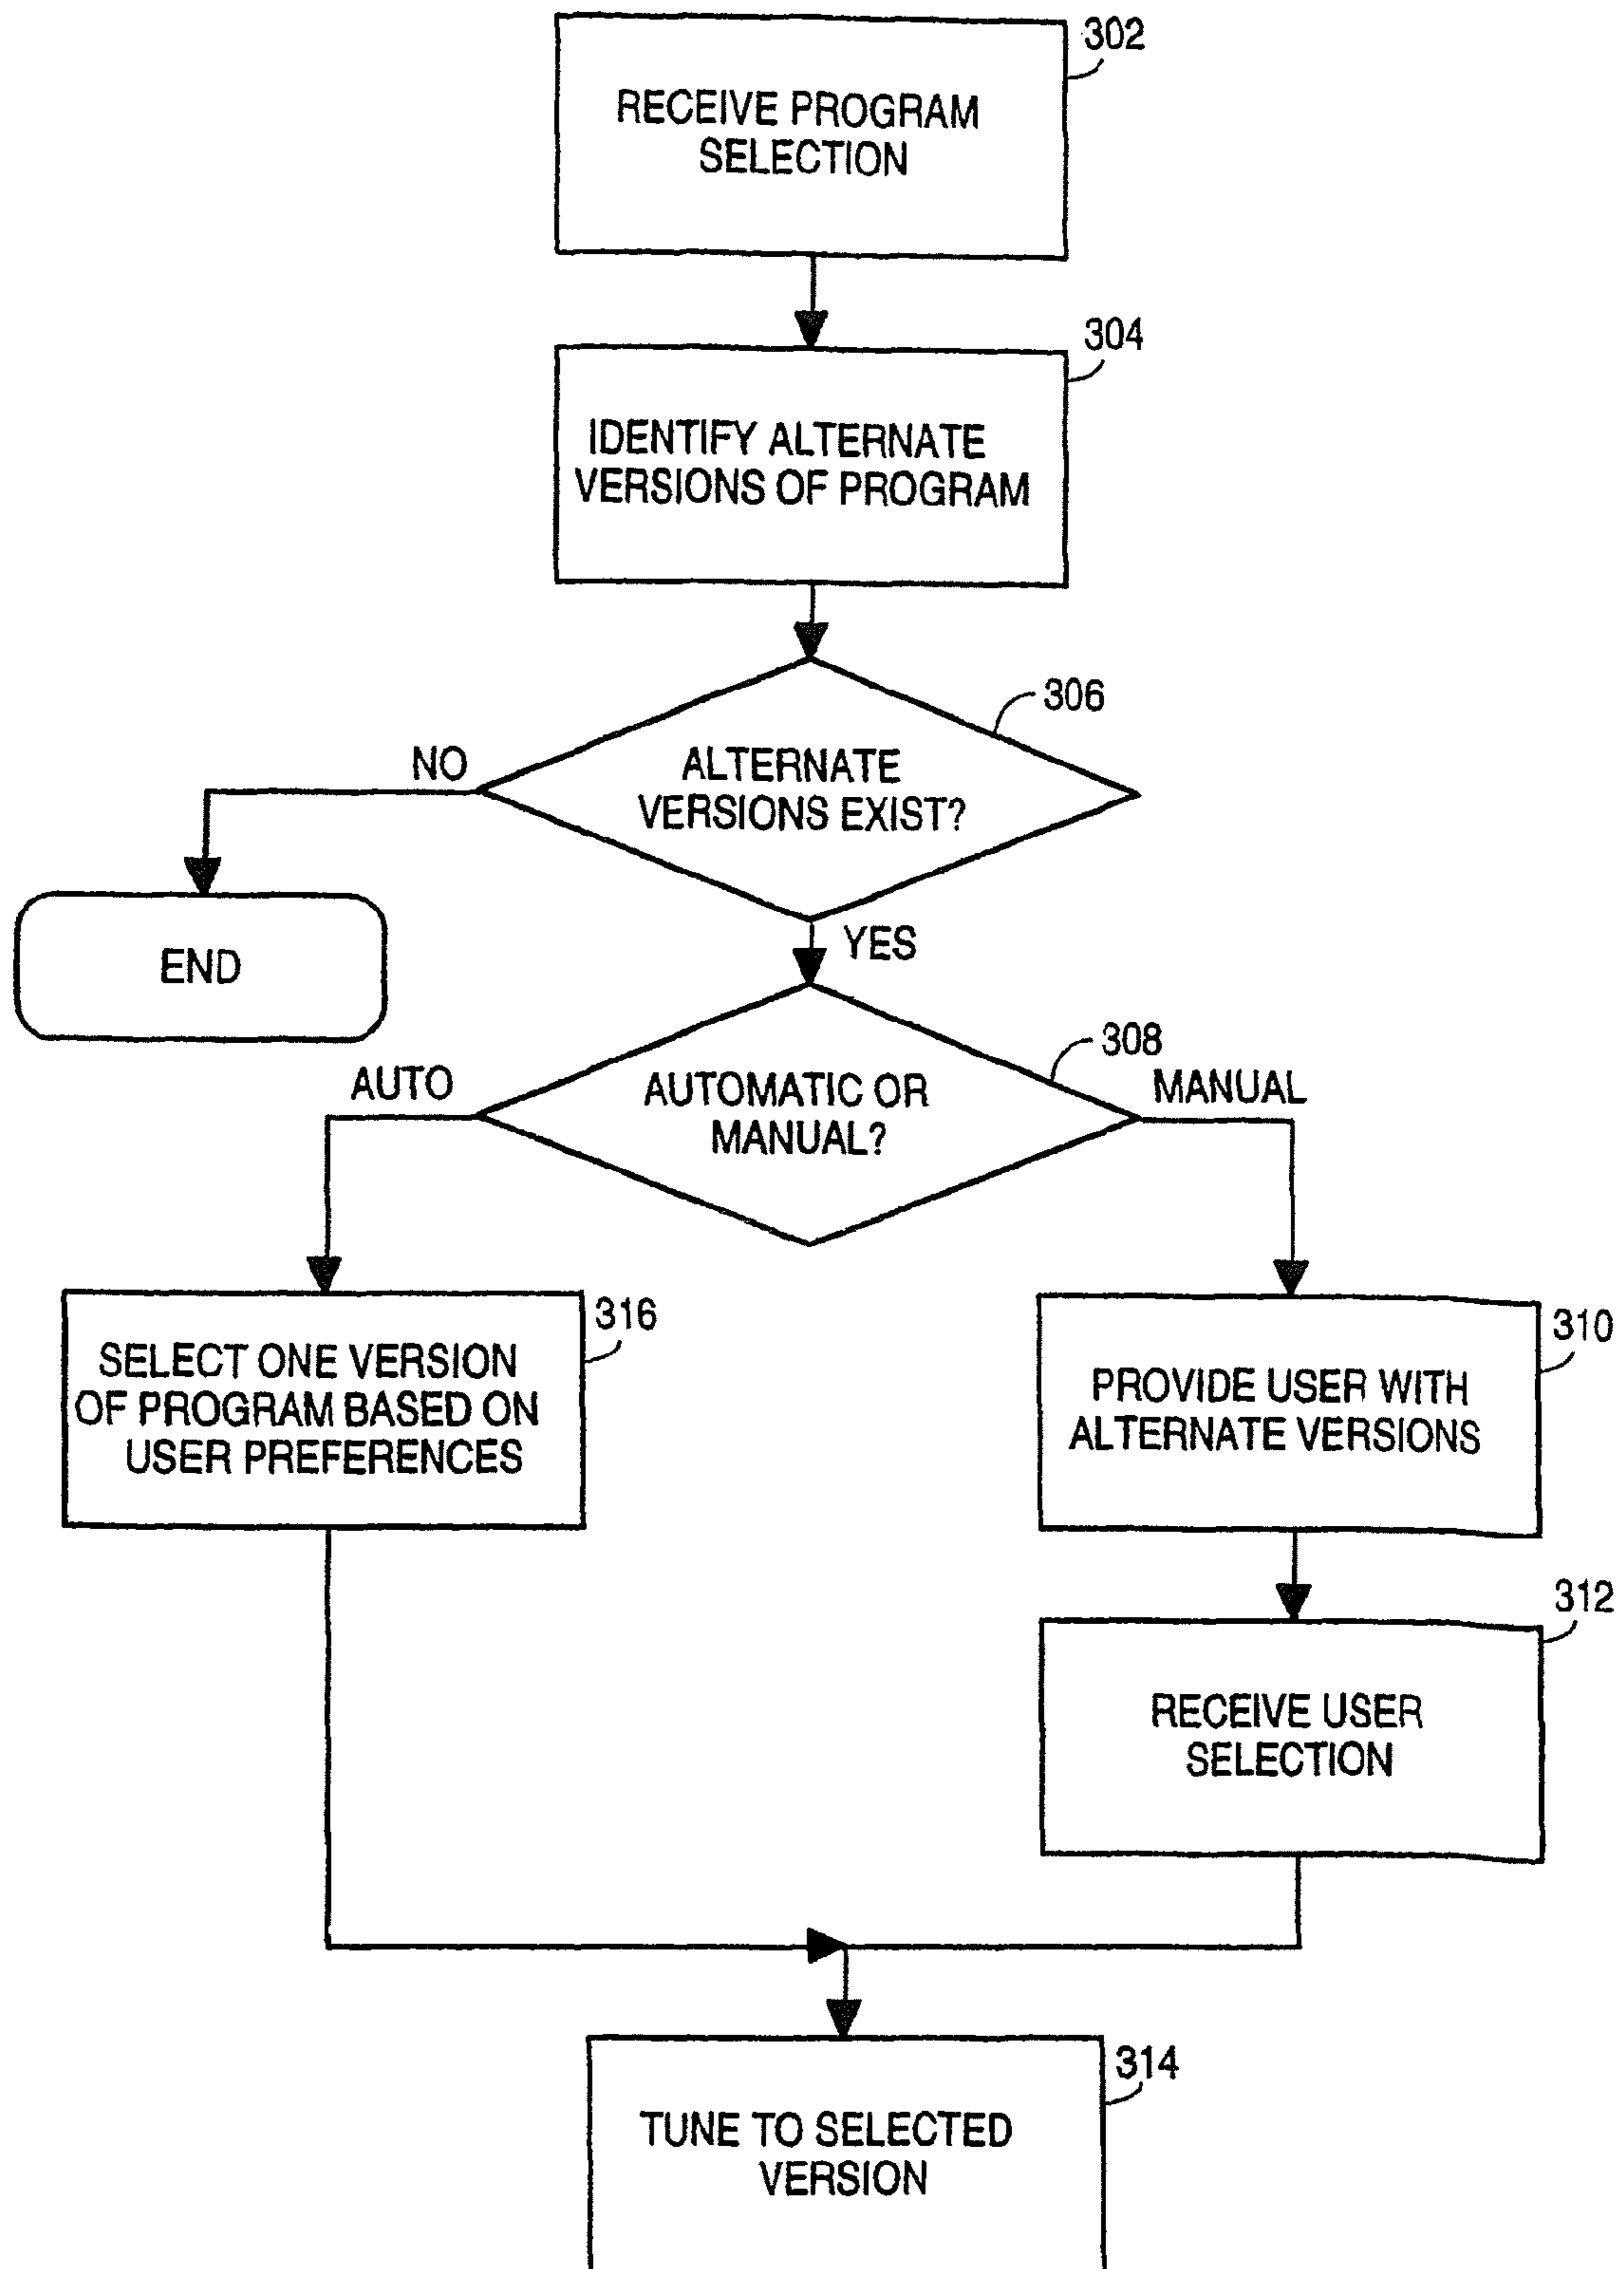 302
RECEIVE PROGRAM
SELECTION
304
IDENTIFY ALTERNATE
VERSIONS OF PROGRAM
306
NO
ALTERNATE
VERSIONS EXIST?
YES
END
308
AUTO
AUTOMATIC OR
MANUAL?
MANUAL
316
SELECT ONE VERSION
OF PROGRAM BASED ON
USER PREFERENCES
310
PROVIDE USER WITH
ALTERNATE VERSIONS
312
RECEIVE USER
SELECTION
314
TUNE TO SELECTED
VERSION